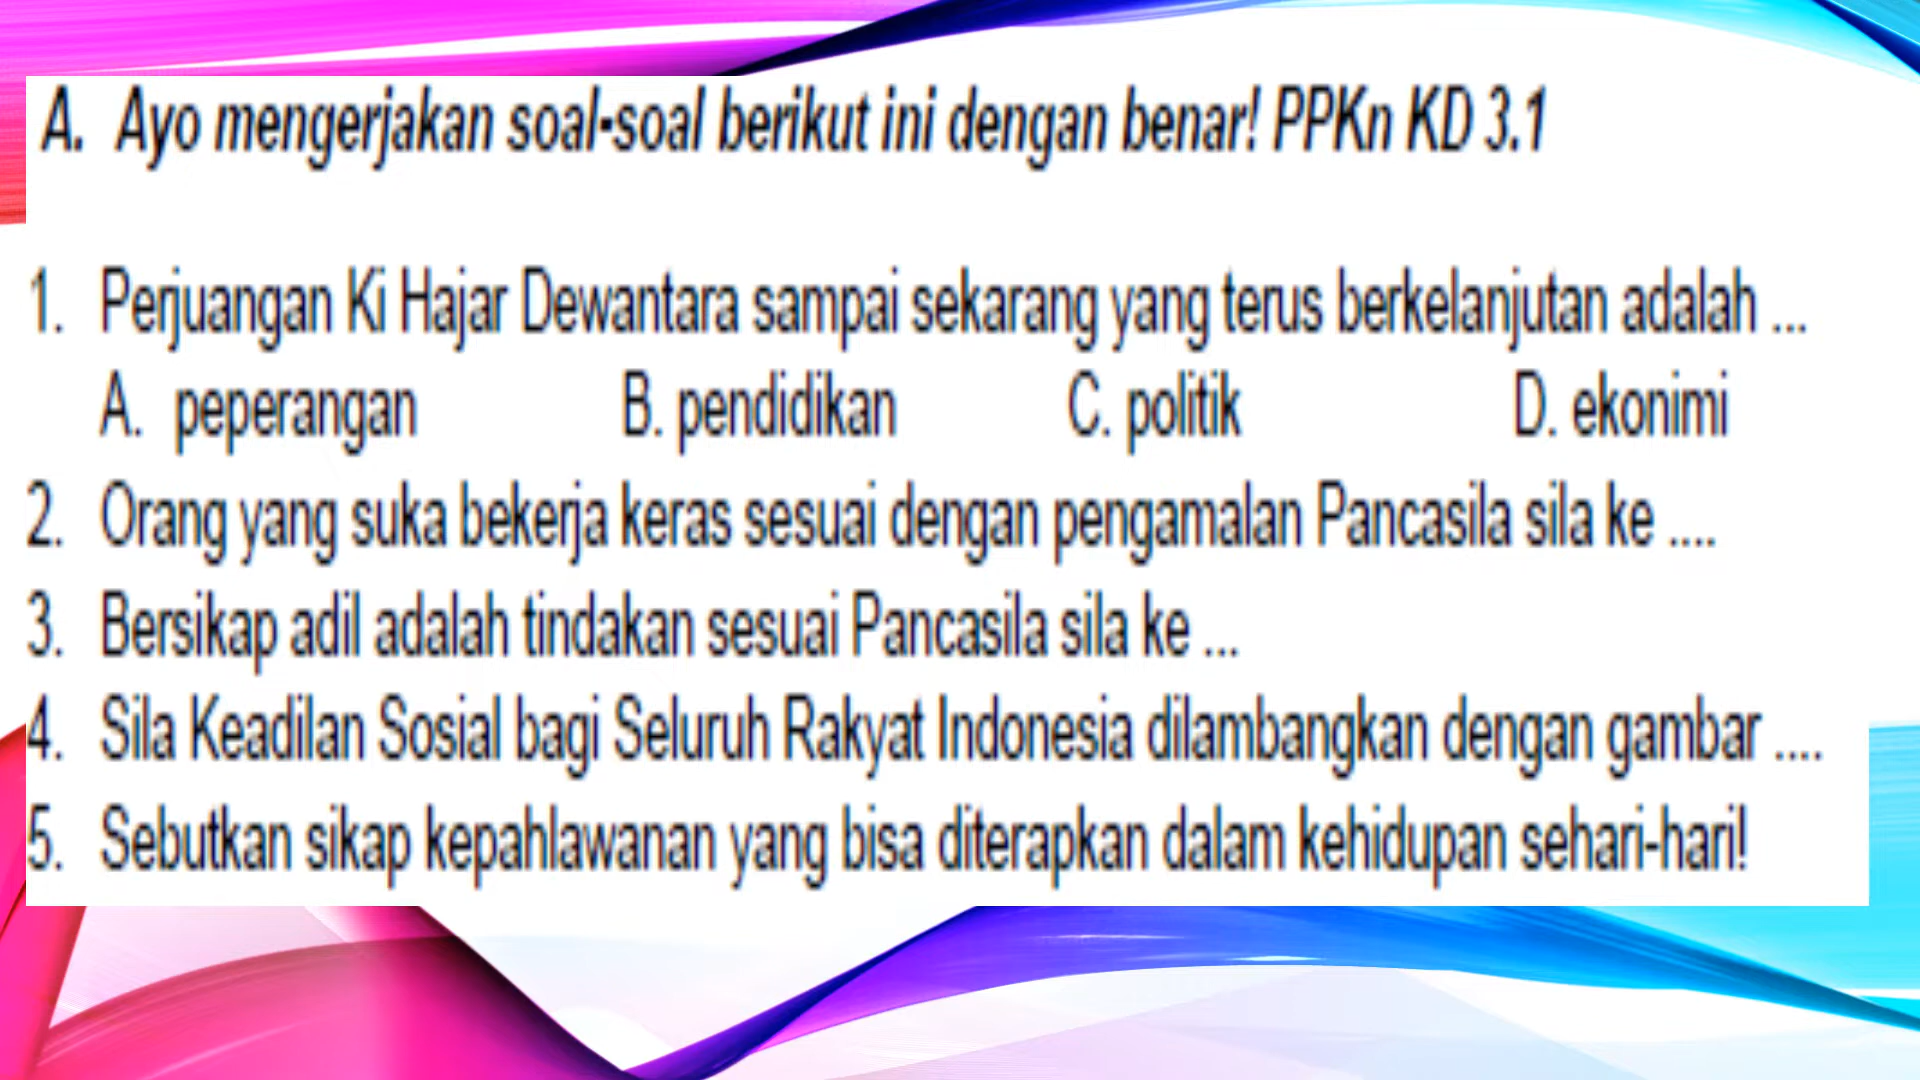 A. Ayo mengerjakan soal-soal berikut ini dengan benar! PPKn KD 3.1
1. Perjuangan Ki Hajar Dewantara sampai sekarang yang terus berkelanjutan adalah ...
A. peperangan B. pendidikan C. politik D. ekonimi
2. Orang yang suka bekerja keras sesuai dengan pengamalan Pancasila sila ke ....
3. Bersikap adil adalah tindakan sesuai Pancasila sila ke ...
4. Sila Keadilan Sosial bagi Seluruh Rakyat Indonesia dilambangkan dengan gambar ....
5. Sebutkan sikap kepahlawanan yang bisa diterapkan dalam kehidupan sehari-hari!